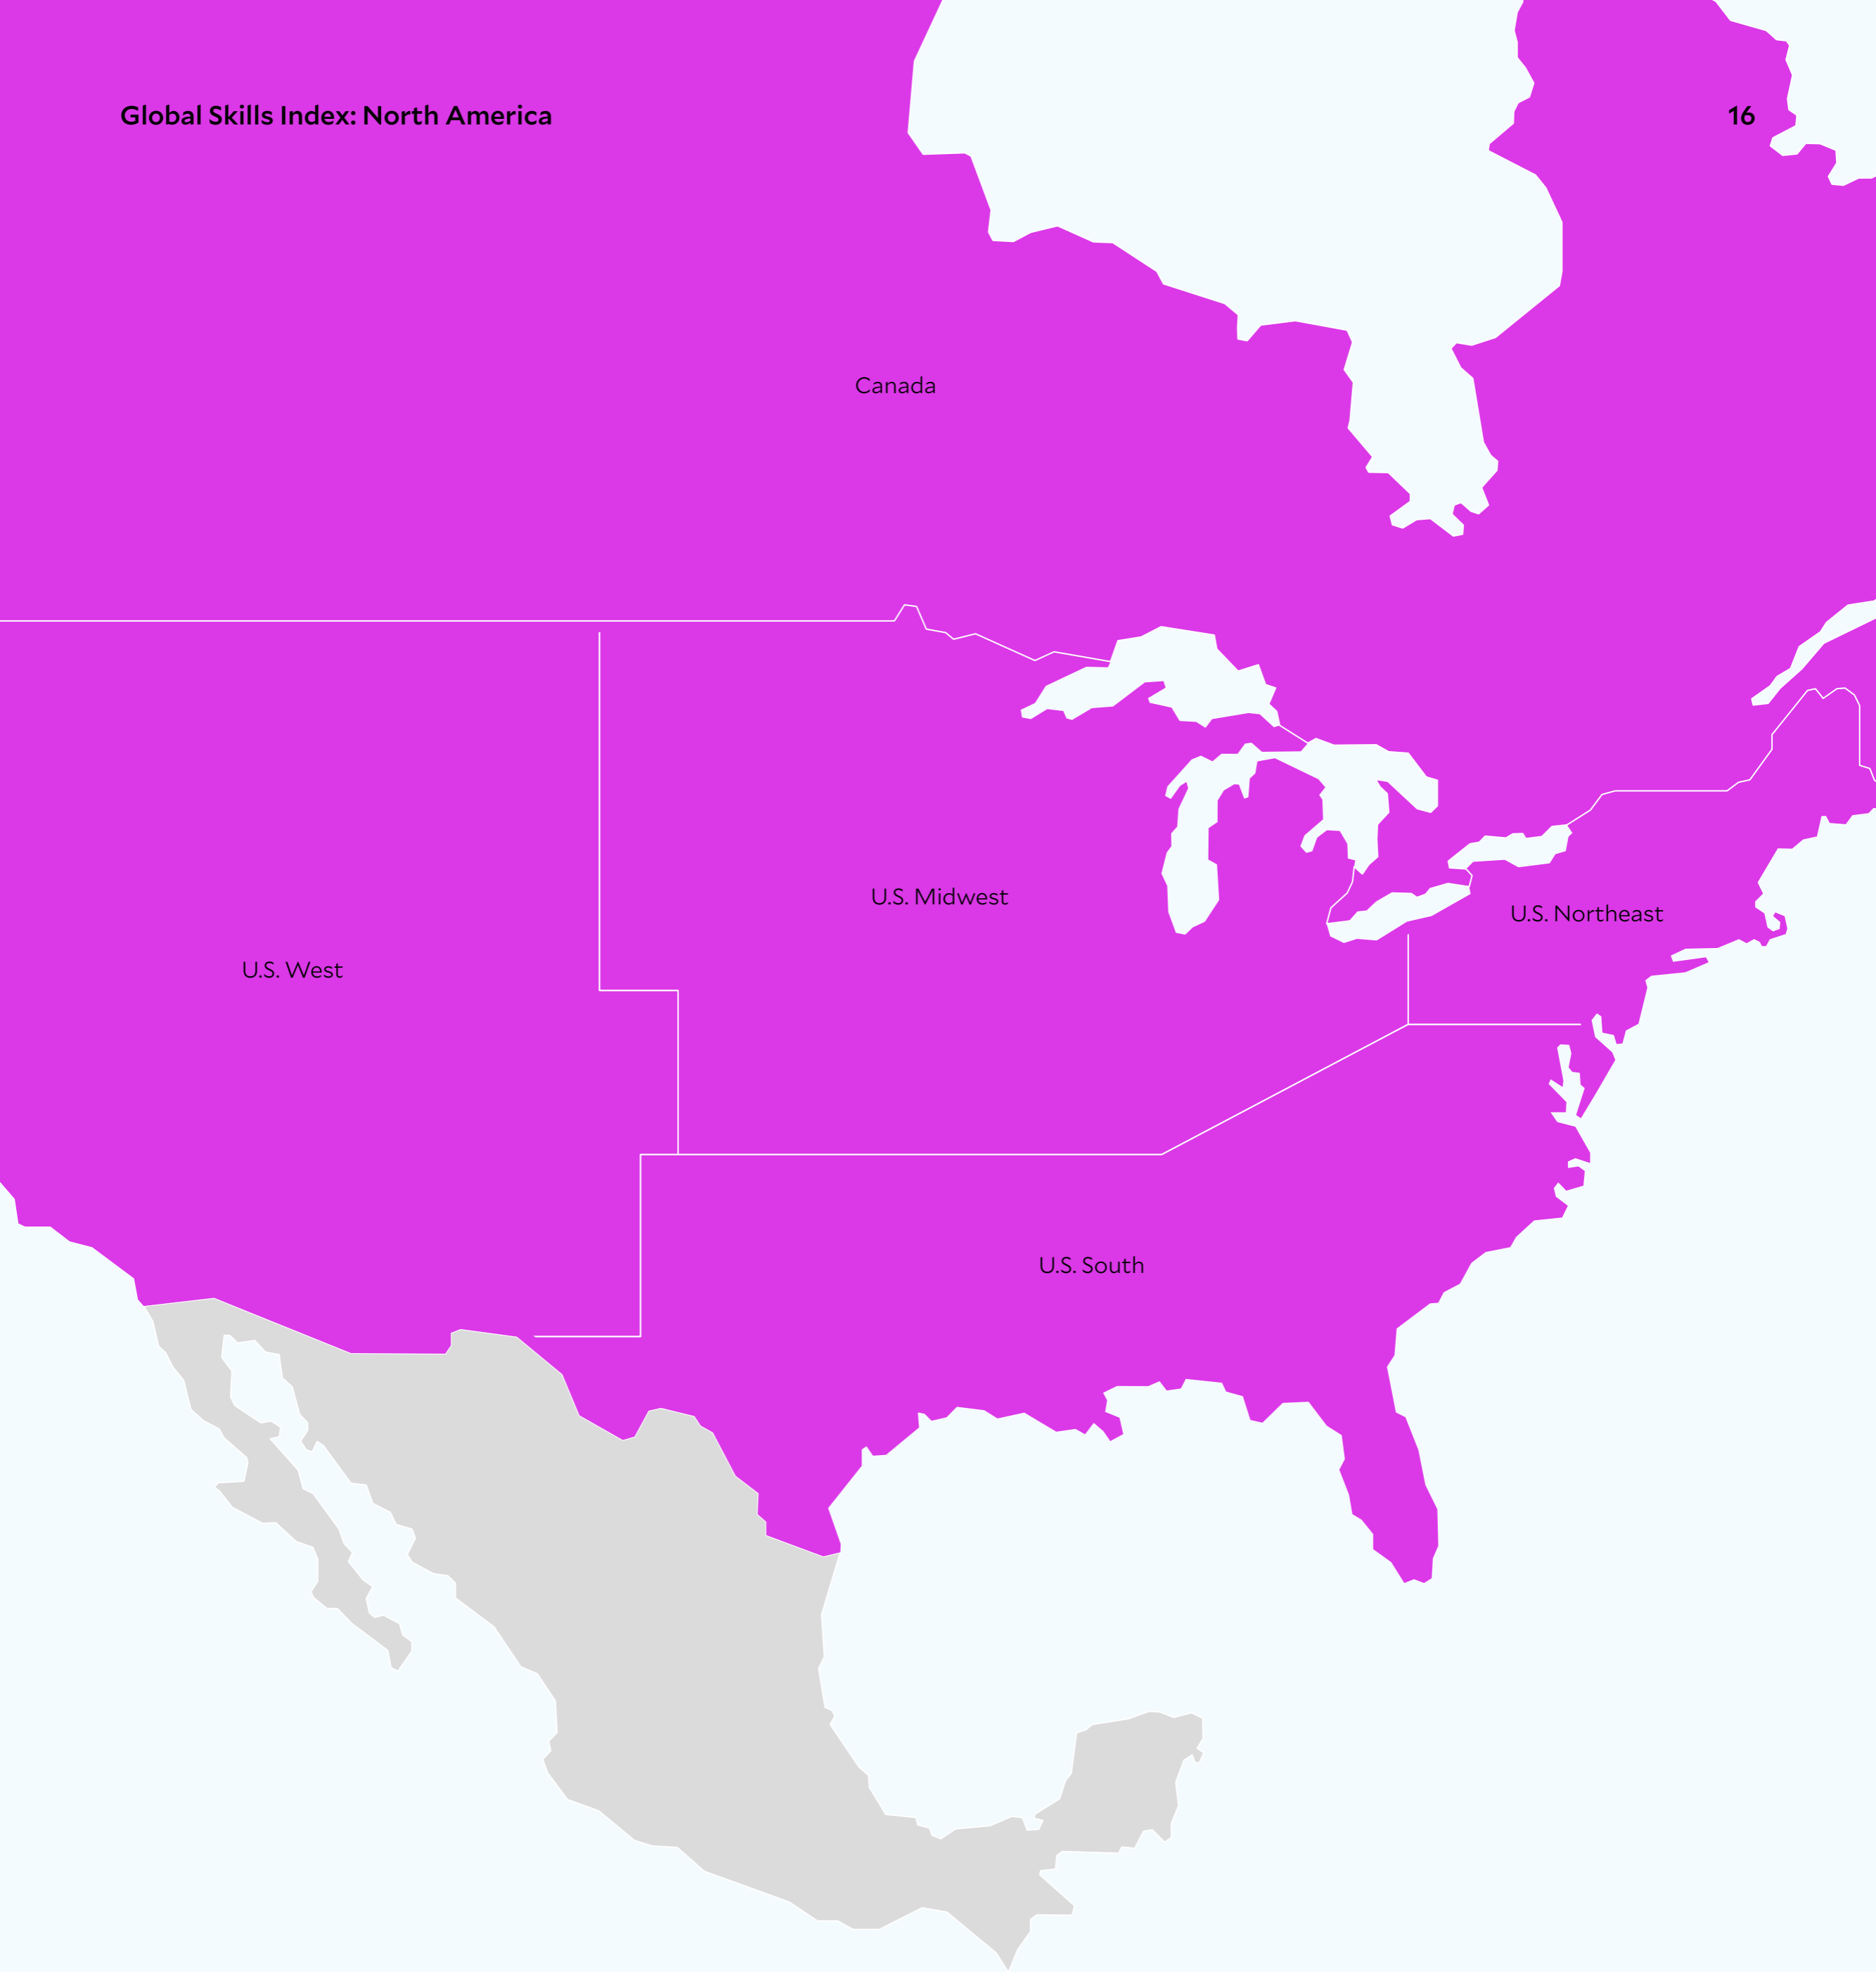 Global Skills Index: North America
16
Canada
U.S. Midwest
U.S. Northeast
U.S. West
U.S. South